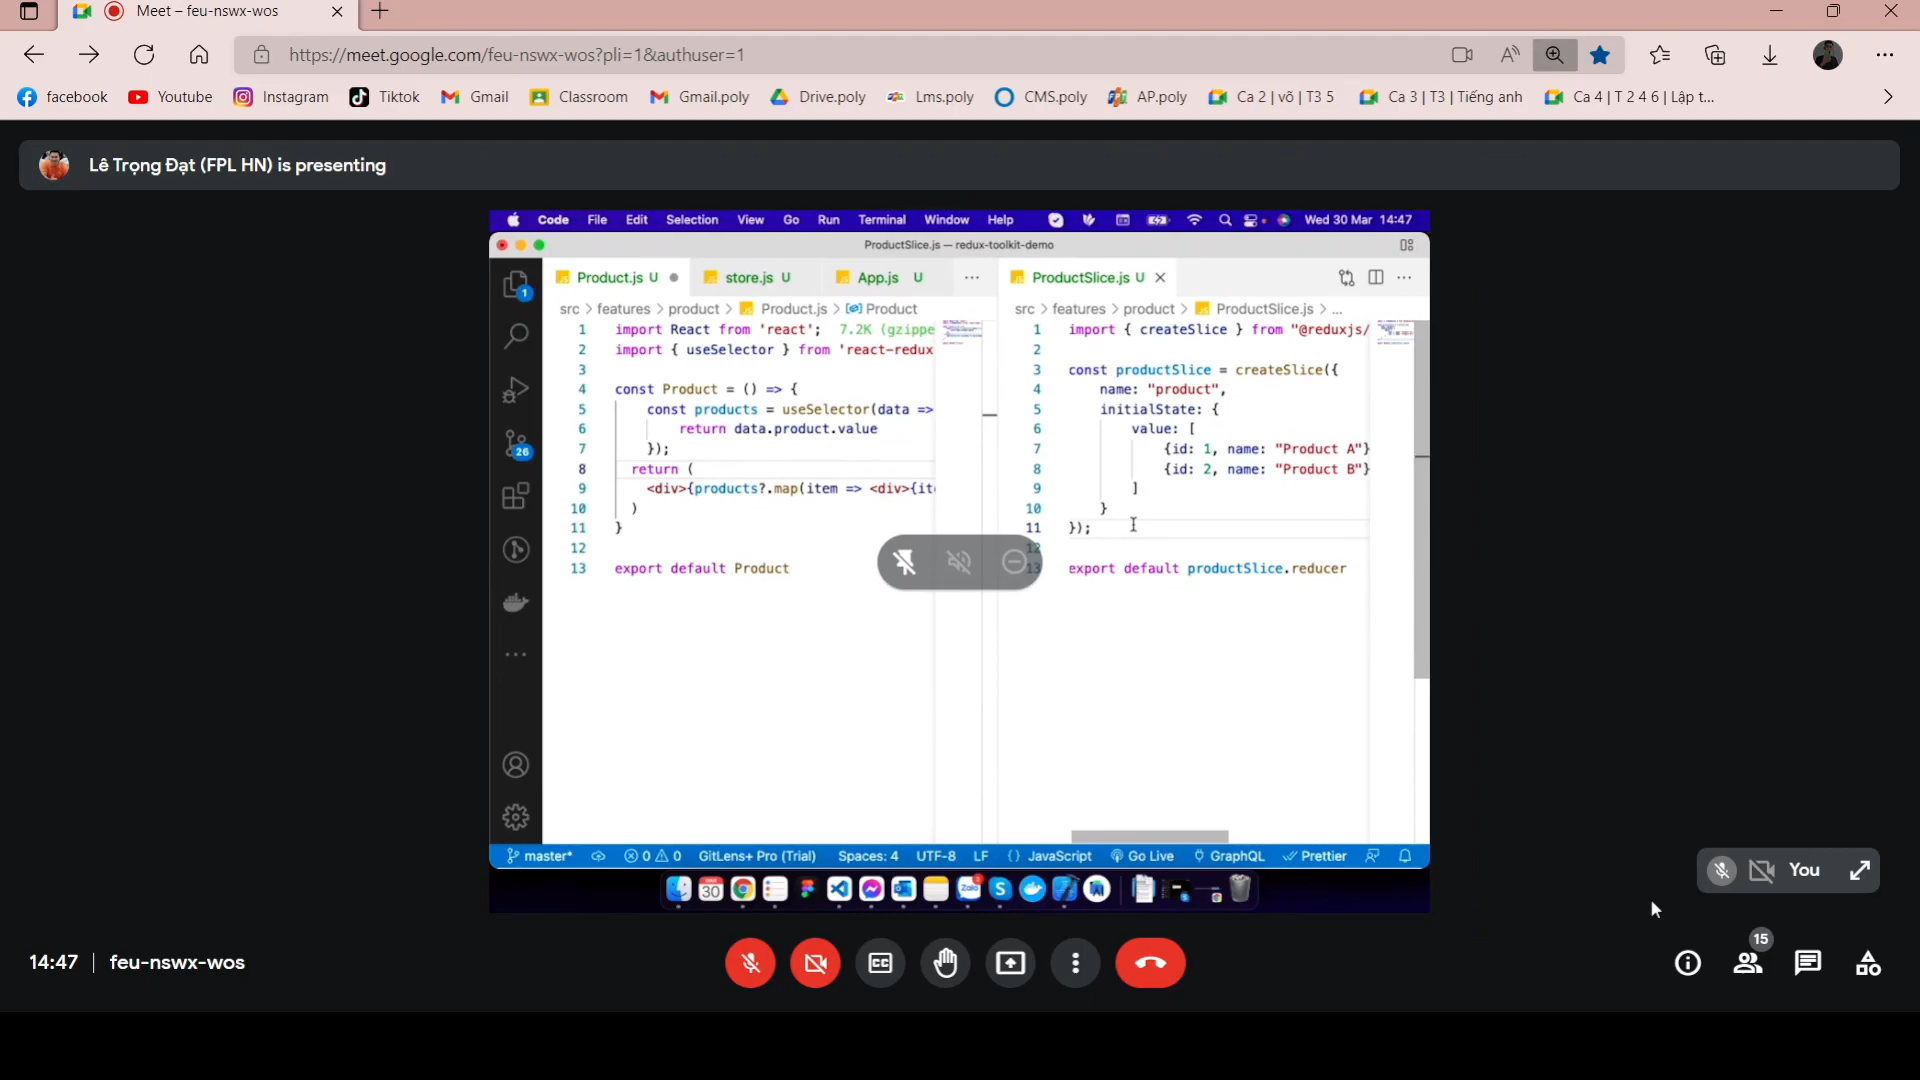 Meet – feu-nswx-wos
https://meet.google.com/feu-nswx-wos?pli=1&authuser=1
facebook Youtube Instagram Tiktok Gmail Classroom Gmail.poly Drive.poly Lms.poly CMS.poly AP.poly Ca 2 | võ | T3 5 Ca 3 | T3 | Tiếng anh Ca 4 | T 2 4 6 | Lập t...
Lê Trọng Đạt (FPL HN) is presenting
Code File Edit Selection View Go Run Terminal Window Help Wed 30 Mar 14:47
ProductSlice.js — redux-toolkit-demo
Product.js U store.js U App.js U ...
src > features > product > Product.js > Product
1 import React from 'react'; 7.2K (gzippe
2 import { useSelector } from 'react-redux
3
4 const Product = () => {
5 const products = useSelector(data =>
6 return data.product.value
7 });
8 return (
9 <div>{products?.map(item => <div>{it
10 )
11 }
12
13 export default Product
ProductSlice.js U
src > features > product > ProductSlice.js > ...
1 import { createSlice } from "@reduxjs/
2
3 const productSlice = createSlice({
4 name: "product",
5 initialState: {
6 value: [
7 {id: 1, name: "Product A"}
8 {id: 2, name: "Product B"}
9 ]
10 }
11 });
12
13 export default productSlice.reducer
1
26
master* 0 0 GitLens+ Pro (Trial) Spaces: 4 UTF-8 LF {} JavaScript Go Live GraphQL Prettier
30 Zalo
You
14:47 | feu-nswx-wos
CC
15